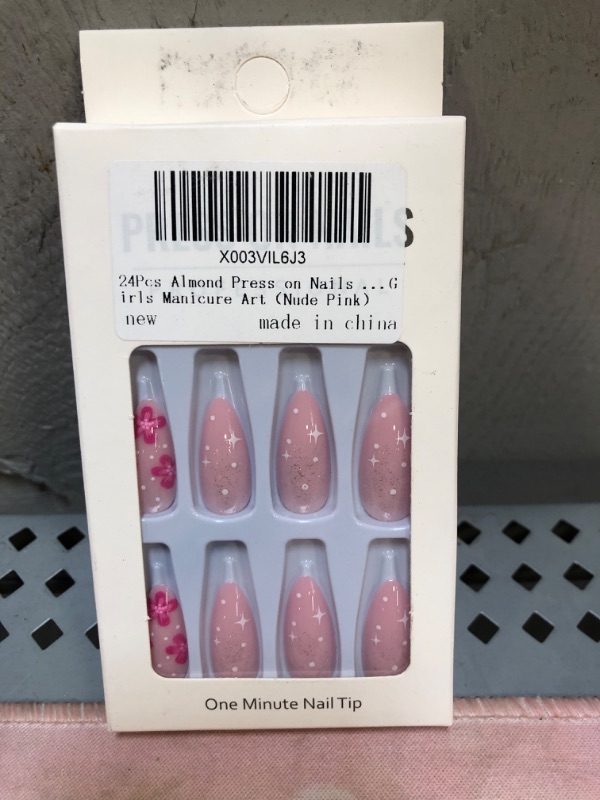 X003VIL6J3
24Pcs Almond Press on Nails ...G
irls Manicure Art (Nude Pink)
new made in china
One Minute Nail Tip